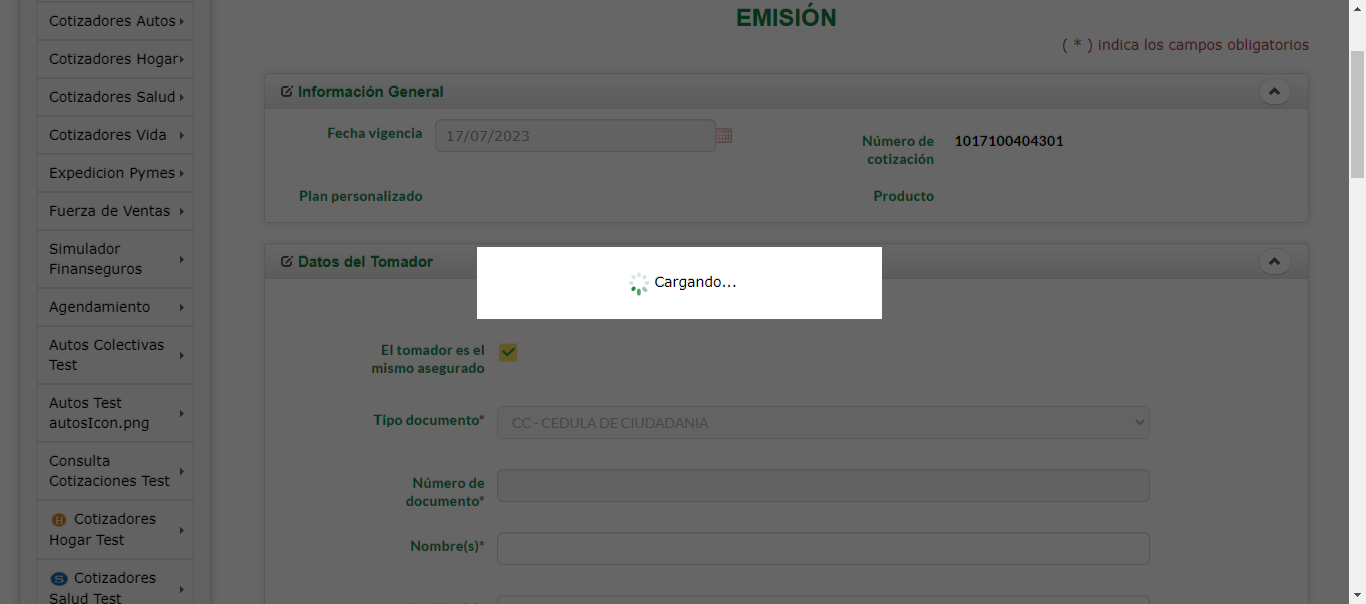 Cotizadores Autos
Cotizadores Hogar
Cotizadores Salud
Cotizadores Vida
Expedicion Pymes
Fuerza de Ventas
Simulador
Finanseguros
Agendamiento
Autos Colectivas
Test
Autos Test
autosIcon.png
Consulta
Cotizaciones Test
H Cotizadores
Hogar Test
S Cotizadores
Salud Test
EMISIÓN
( * ) indica los campos obligatorios
Información General
Fecha vigencia
17/07/2023
Número de
cotización
1017100404301
Plan personalizado
Producto
Datos del Tomador
Cargando...
El tomador es el
mismo asegurado
Tipo documento*
CC - CEDULA DE CIUDADANIA
Número de
documento*
Nombre(s)*